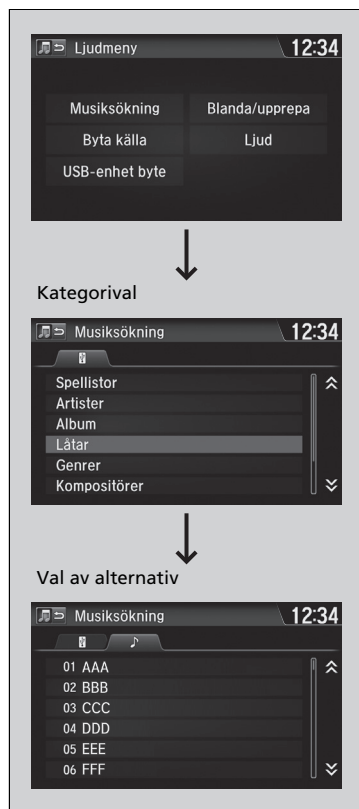 Ljudmeny 12:34
Musiksökning Blanda/upprepa
Byta källa Ljud
USB-enhet byte
Kategorival
Musiksökning 12:34
Spellistor
Artister
Album
Låtar
Genrer
Kompositörer
Val av alternativ
Musiksökning 12:34
01 AAA
02 BBB
03 CCC
04 DDD
05 EEE
06 FFF